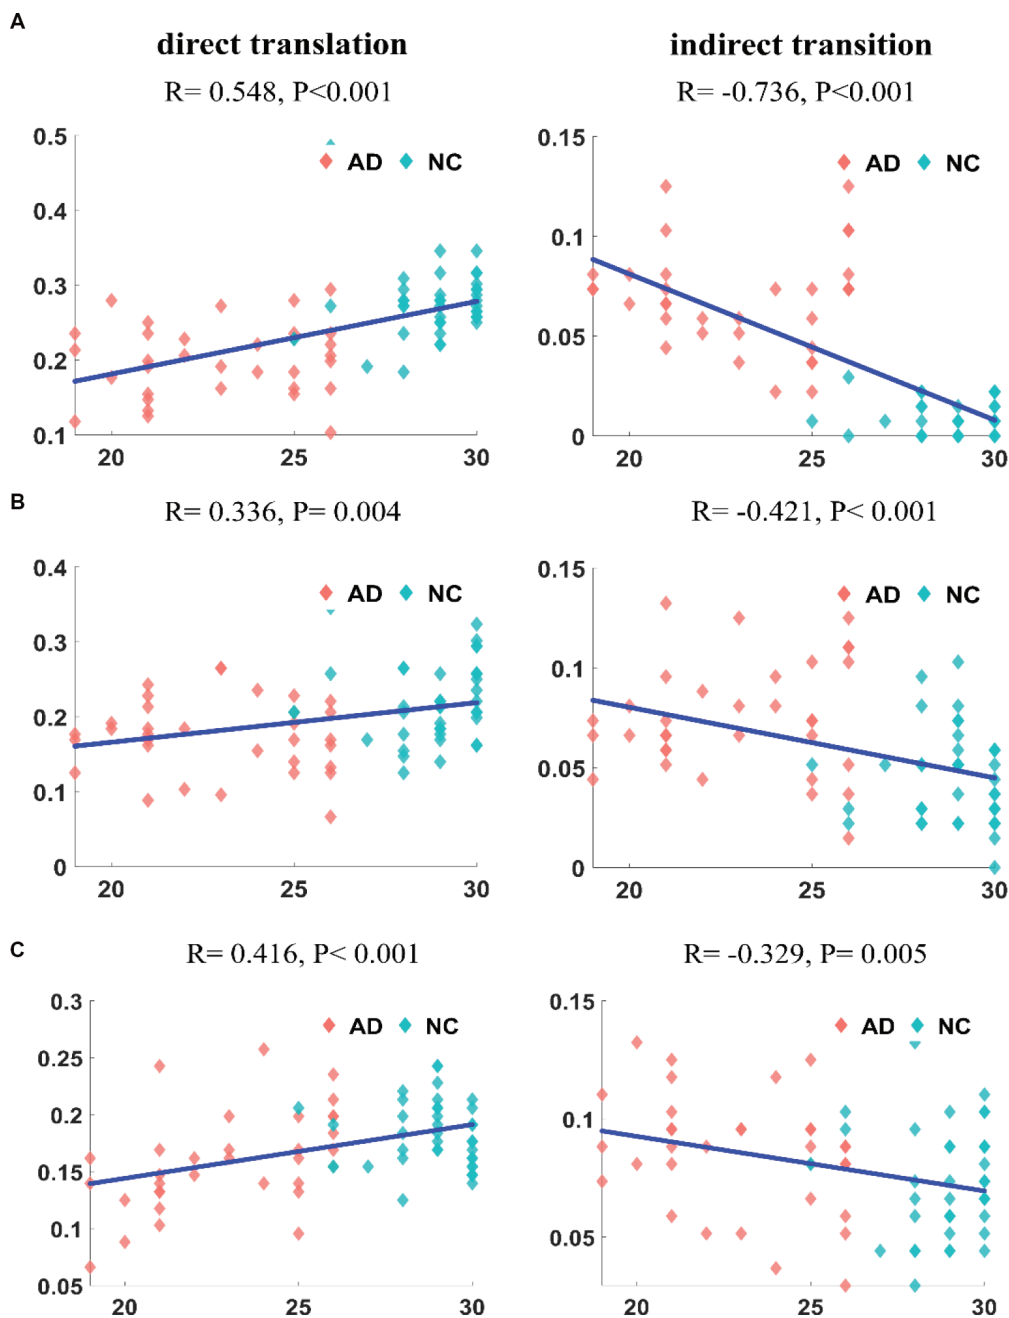 A
direct translation
indirect transition
R= 0.548, P<0.001
R= -0.736, P<0.001
0.5
0.4
0.3
0.2
0.1
AD NC
20 25 30
0.15
0.1
0.05
0
AD NC
20 25 30
B
R= 0.336, P= 0.004
R= -0.421, P< 0.001
0.4
0.3
0.2
0.1
0
AD NC
20 25 30
0.15
0.1
0.05
0
AD NC
20 25 30
C
R= 0.416, P< 0.001
R= -0.329, P= 0.005
0.3
0.25
0.2
0.15
0.1
0.05
AD NC
20 25 30
0.15
0.1
0.05
AD NC
20 25 30